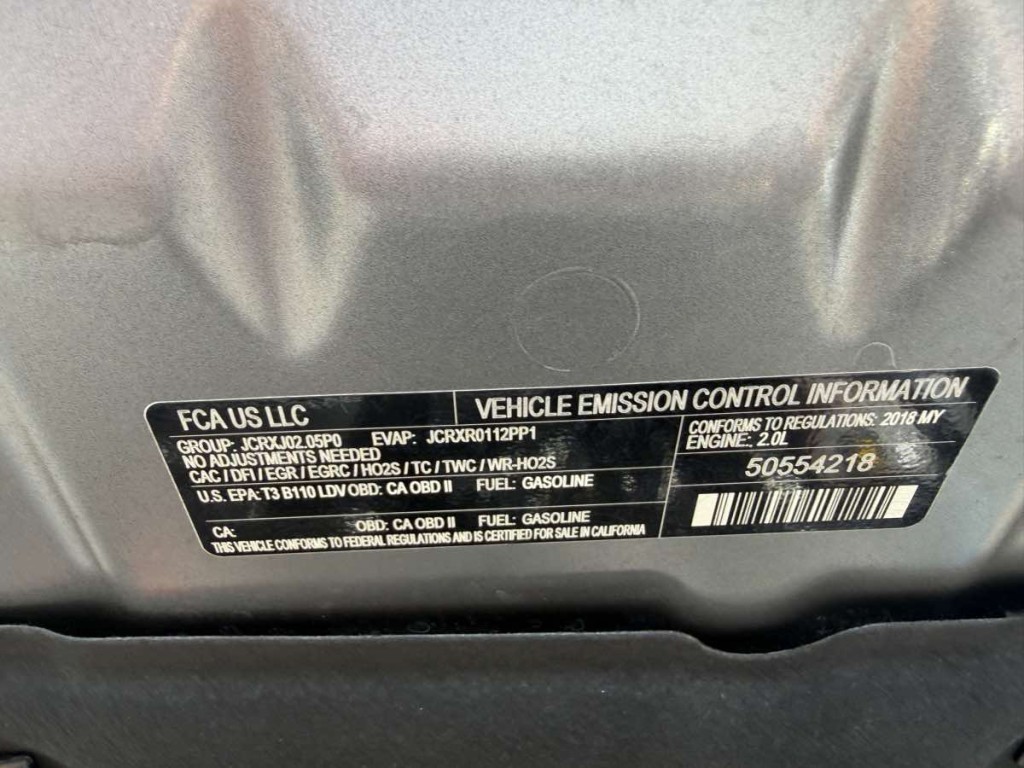 FCA US LLC
VEHICLE EMISSION CONTROL INFORMATION
GROUP: JCRXJ02.05P0 EVAP: JCRXR0112PP1
NO ADJUSTMENTS NEEDED
CAC / DFI / EGR / EGRC / HO2S / TC / TWC / WR-HO2S
U.S. EPA: T3 B110 LDV OBD: CA OBD II FUEL: GASOLINE
CA: OBD: CA OBD II FUEL: GASOLINE
THIS VEHICLE CONFORMS TO FEDERAL REGULATIONS AND IS CERTIFIED FOR SALE IN CALIFORNIA
CONFORMS TO REGULATIONS: 2018 MY
ENGINE: 2.0L
50554218